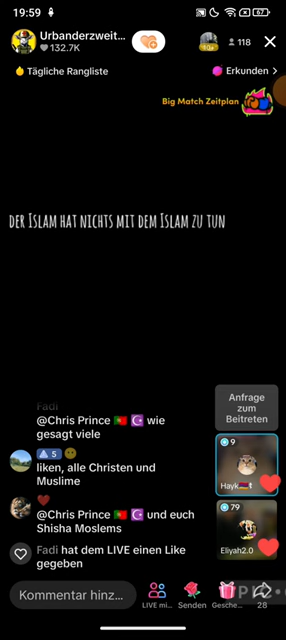 19:59
67
Urbanderzweit...
132.7K
118
Tägliche Rangliste
Erkunden >
Big Match Zeitplan
DER ISLAM HAT NICHTS MIT DEM ISLAM ZU TUN
Anfrage
zum
Beitreten
Fadi
@Chris Prince 🇵🇹 ☪️ wie
gesagt viele
5
liken, alle Christen und
Muslime
9
Hayk
@Chris Prince 🇵🇹 ☪️ und euch
Shisha Moslems
79
Eliyah2.0
Fadi hat dem LIVE einen Like
gegeben
Kommentar hinz...
LIVE mi...
Senden
Gesche...
28